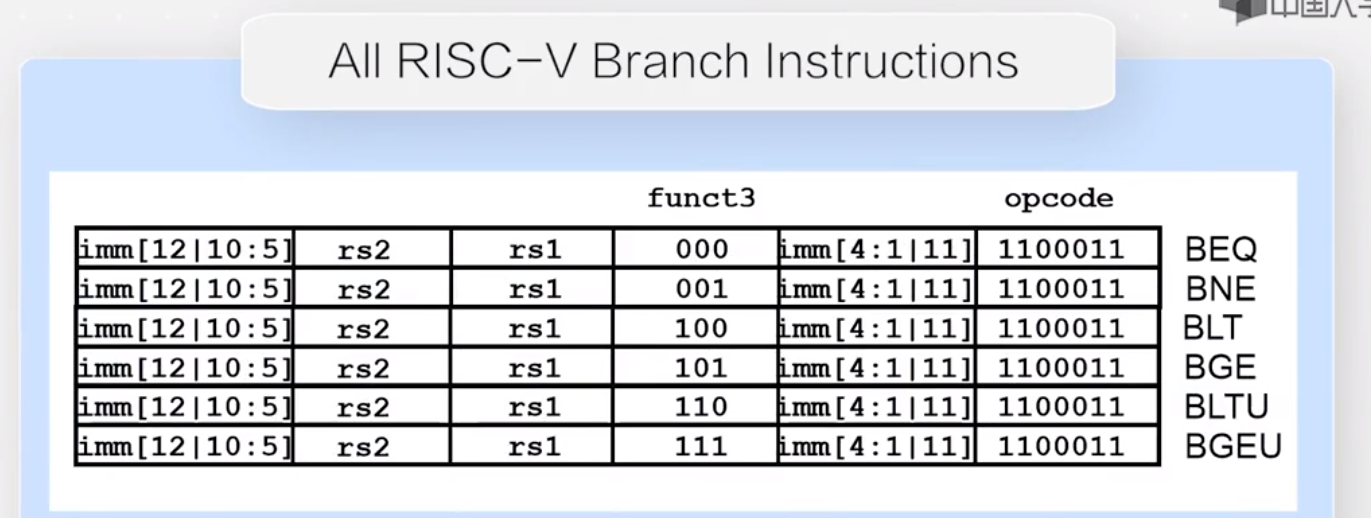 中国大学
All RISC-V Branch Instructions
funct3 opcode
imm[12|10:5] rs2 rs1 000 imm[4:1|11] 1100011 BEQ
imm[12|10:5] rs2 rs1 001 imm[4:1|11] 1100011 BNE
imm[12|10:5] rs2 rs1 100 imm[4:1|11] 1100011 BLT
imm[12|10:5] rs2 rs1 101 imm[4:1|11] 1100011 BGE
imm[12|10:5] rs2 rs1 110 imm[4:1|11] 1100011 BLTU
imm[12|10:5] rs2 rs1 111 imm[4:1|11] 1100011 BGEU